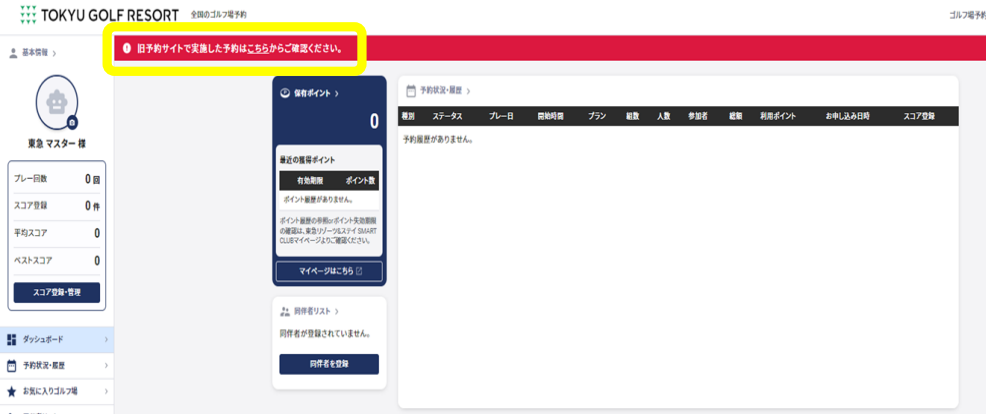 TOKYU GOLF RESORT 全国のゴルフ場予約
ゴルフ場予約
基本情報
旧予約サイトで実施した予約はこちらからご確認ください。
東急 マスター 様
プレー回数 0 回
スコア登録 0 件
平均スコア 0
ベストスコア 0
スコア登録・管理
ダッシュボード
予約状況・履歴
お気に入りゴルフ場
保有ポイント
0
最近の獲得ポイント
有効期限 ポイント数
ポイント履歴がありません。
ポイント履歴の参照orポイント失効期限
の確認は、東急リゾーツ&ステイ SMART
CLUBマイページよりご確認ください。
マイページはこちら
同伴者リスト
同伴者が登録されていません。
同伴者を登録
予約状況・履歴
種別 ステータス プレー日 開始時間 プラン 組数 人数 参加者 総額 利用ポイント お申し込み日時 スコア登録
予約履歴がありません。